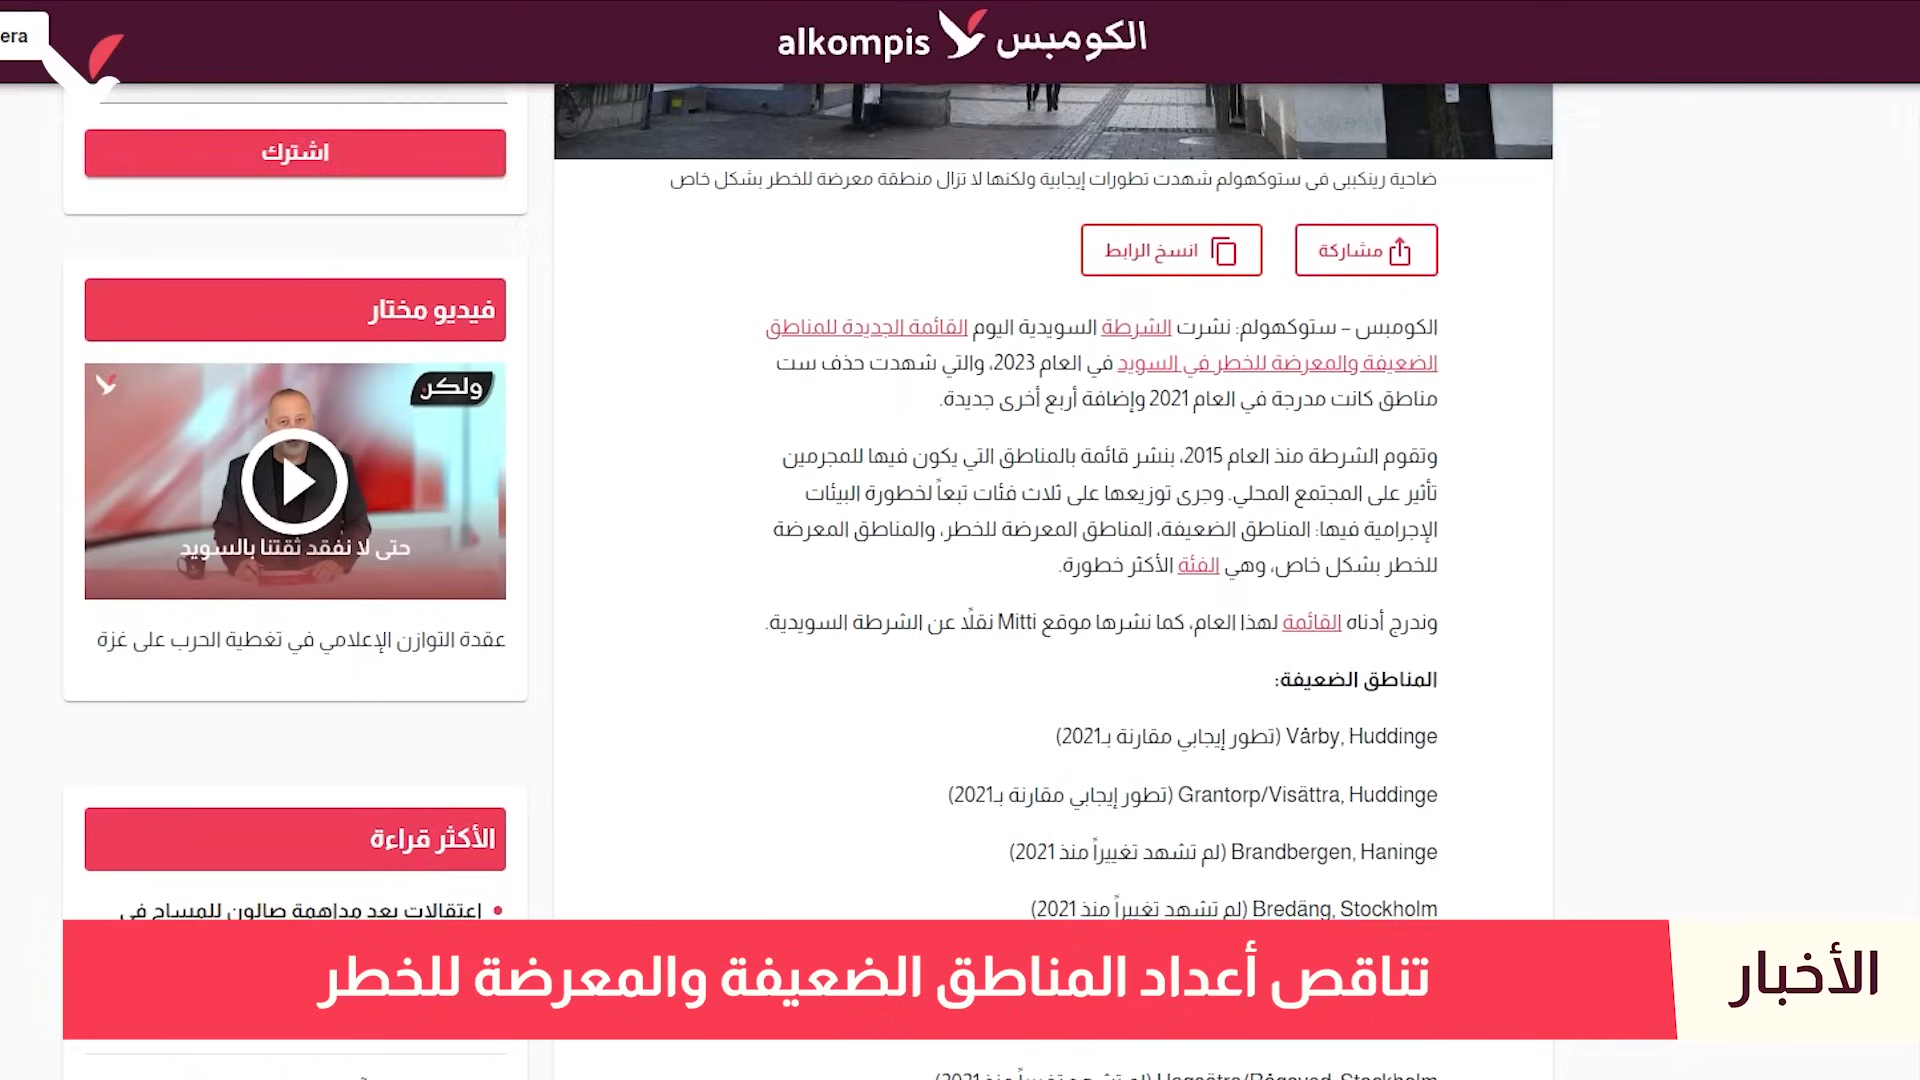 era
alkompis الكومبس
ضاحية رينكيبي في ستوكهولم شهدت تطورات إيجابية ولكنها لا تزال منطقة معرضة للخطر بشكل خاص
مشاركة
انسخ الرابط
الكومبس – ستوكهولم: نشرت الشرطة السويدية اليوم القائمة الجديدة للمناطق
الضعيفة والمعرضة للخطر في السويد في العام 2023، والتي شهدت حذف ست
مناطق كانت مدرجة في العام 2021 وإضافة أربع أخرى جديدة.
وتقوم الشرطة منذ العام 2015، بنشر قائمة بالمناطق التي يكون فيها للمجرمين
تأثير على المجتمع المحلي. وجرى توزيعها على ثلاث فئات تبعاً لخطورة البيئات
الإجرامية فيها: المناطق الضعيفة، المناطق المعرضة للخطر، والمناطق المعرضة
للخطر بشكل خاص، وهي الفئة الأكثر خطورة.
وندرج أدناه القائمة لهذا العام، كما نشرها موقع Mitti نقلاً عن الشرطة السويدية.
المناطق الضعيفة:
Vårby, Huddinge (تطور إيجابي مقارنة بـ2021)
Grantorp/Visättra, Huddinge (تطور إيجابي مقارنة بـ2021)
Brandbergen, Haninge (لم تشهد تغييراً منذ 2021)
Bredäng, Stockholm (لم تشهد تغييراً منذ 2021)
اشترك
فيديو مختار
ولكن
حتى لا نفقد ثقتنا بالسويد
عقدة التوازن الإعلامي في تغطية الحرب على غزة
الأكثر قراءة
اعتقالات بعد مداهمة صالون للمساج في
الأخبار
تناقص أعداد المناطق الضعيفة والمعرضة للخطر